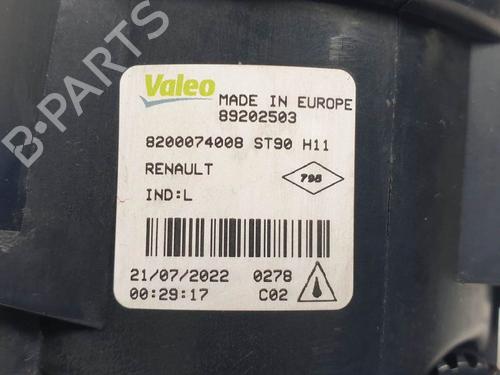 Valeo
MADE IN EUROPE
89202503
8200074008 ST90 H11
RENAULT
798
IND:L
21/07/2022 0278
00:29:17 C02
B-PARTS